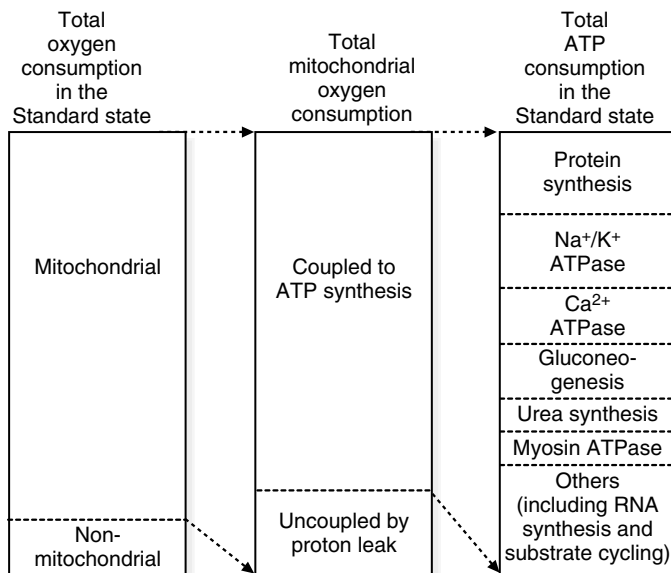 Total
oxygen
consumption
in the
Standard state
Total
mitochondrial
oxygen
consumption
Total
ATP
consumption
in the
Standard state
Mitochondrial
Non-
mitochondrial
Coupled to
ATP synthesis
Uncoupled by
proton leak
Protein
synthesis
Na⁺/K⁺
ATPase
Ca²⁺
ATPase
Gluconeo-
genesis
Urea synthesis
Myosin ATPase
Others
(including RNA
synthesis and
substrate cycling)